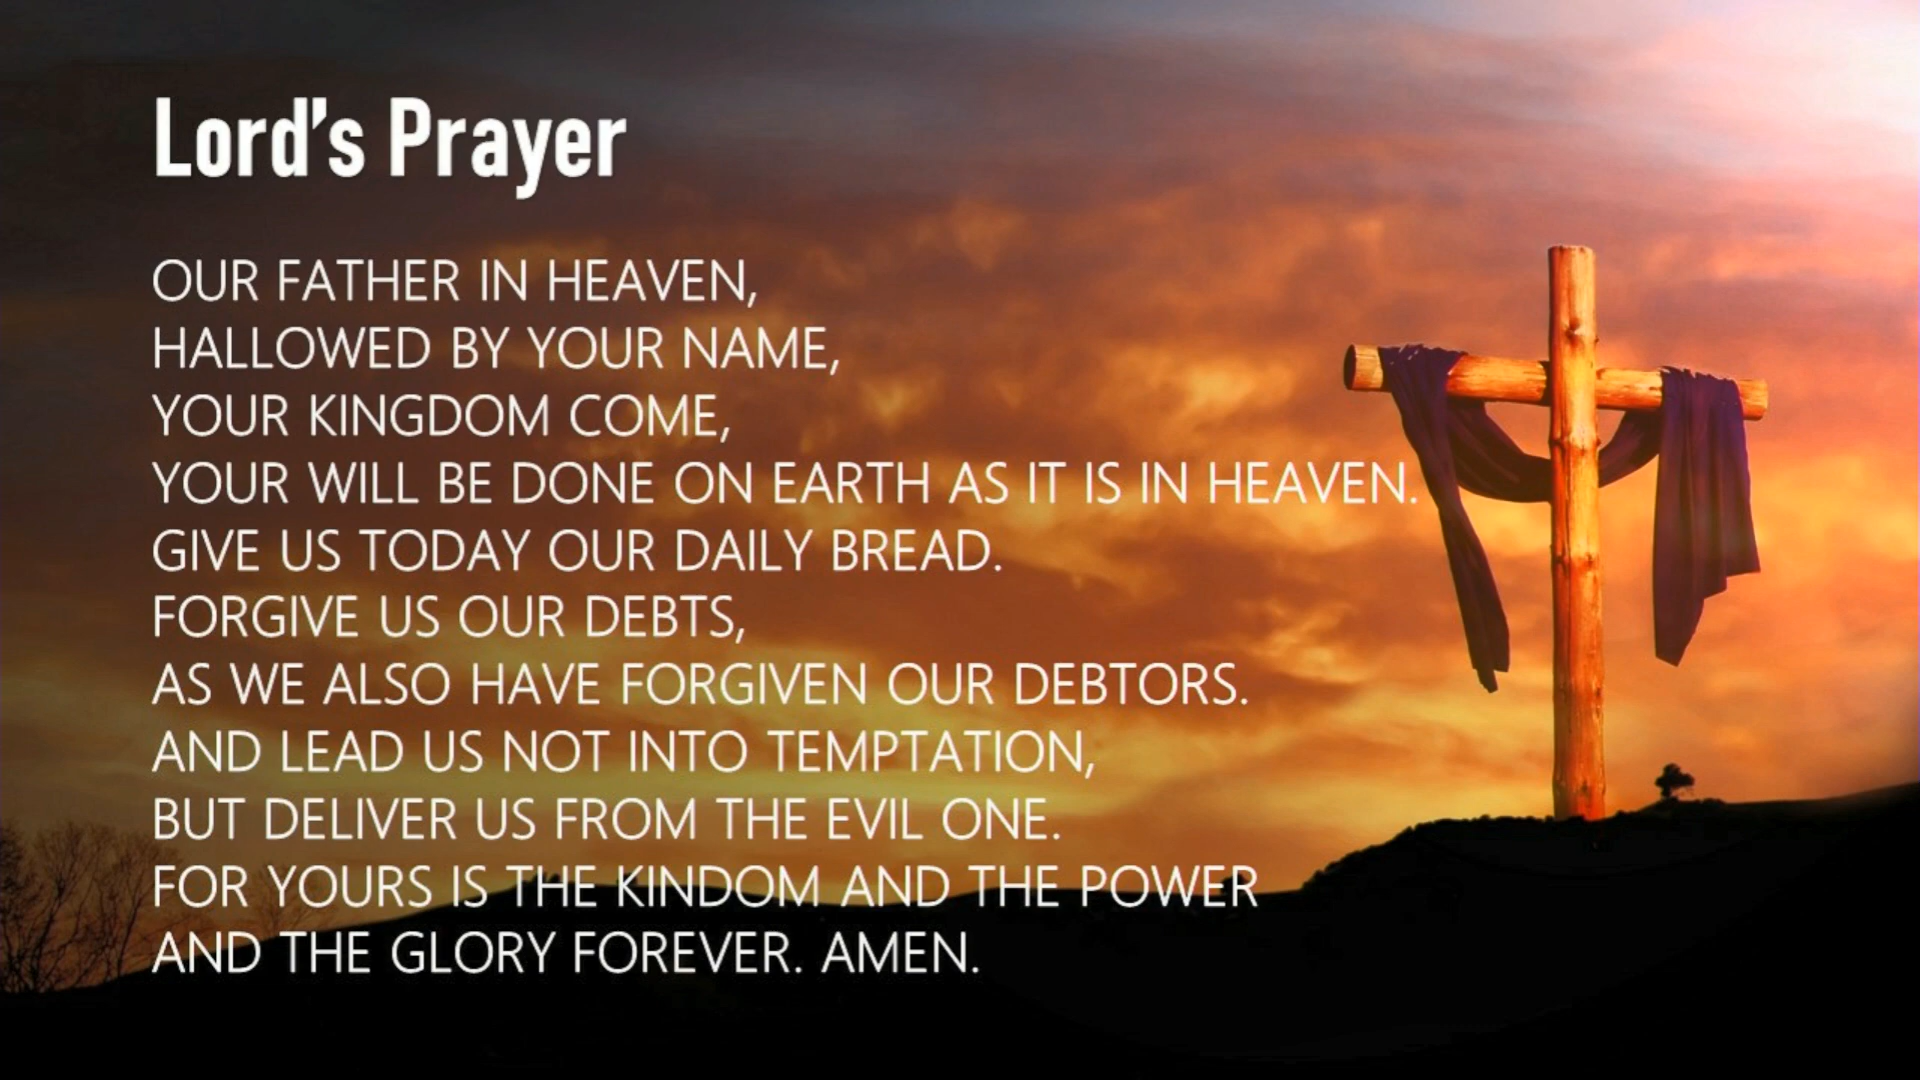 Lord’s Prayer
OUR FATHER IN HEAVEN,
HALLOWED BY YOUR NAME,
YOUR KINGDOM COME,
YOUR WILL BE DONE ON EARTH AS IT IS IN HEAVEN.
GIVE US TODAY OUR DAILY BREAD.
FORGIVE US OUR DEBTS,
AS WE ALSO HAVE FORGIVEN OUR DEBTORS.
AND LEAD US NOT INTO TEMPTATION,
BUT DELIVER US FROM THE EVIL ONE.
FOR YOURS IS THE KINDOM AND THE POWER
AND THE GLORY FOREVER. AMEN.